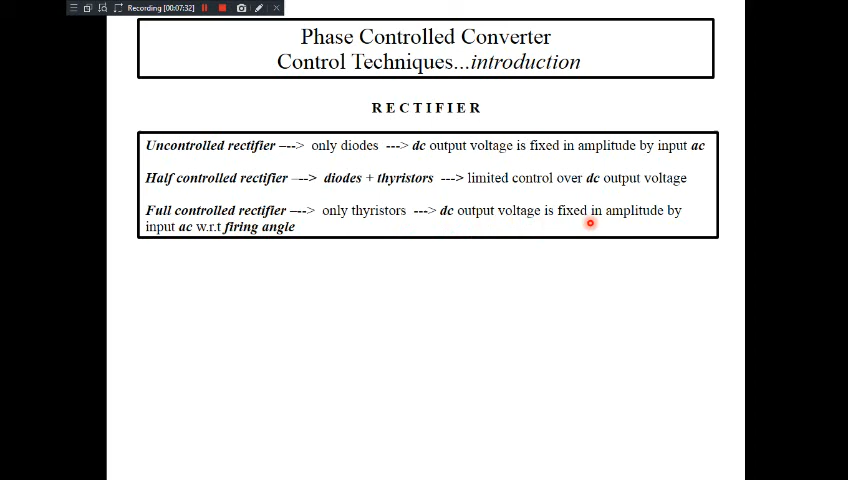 Recording [00:07:32]
Phase Controlled Converter
Control Techniques...introduction
RECTIFIER
Uncontrolled rectifier ---> only diodes ---> dc output voltage is fixed in amplitude by input ac
Half controlled rectifier ---> diodes + thyristors ---> limited control over dc output voltage
Full controlled rectifier ---> only thyristors ---> dc output voltage is fixed in amplitude by
input ac w.r.t firing angle